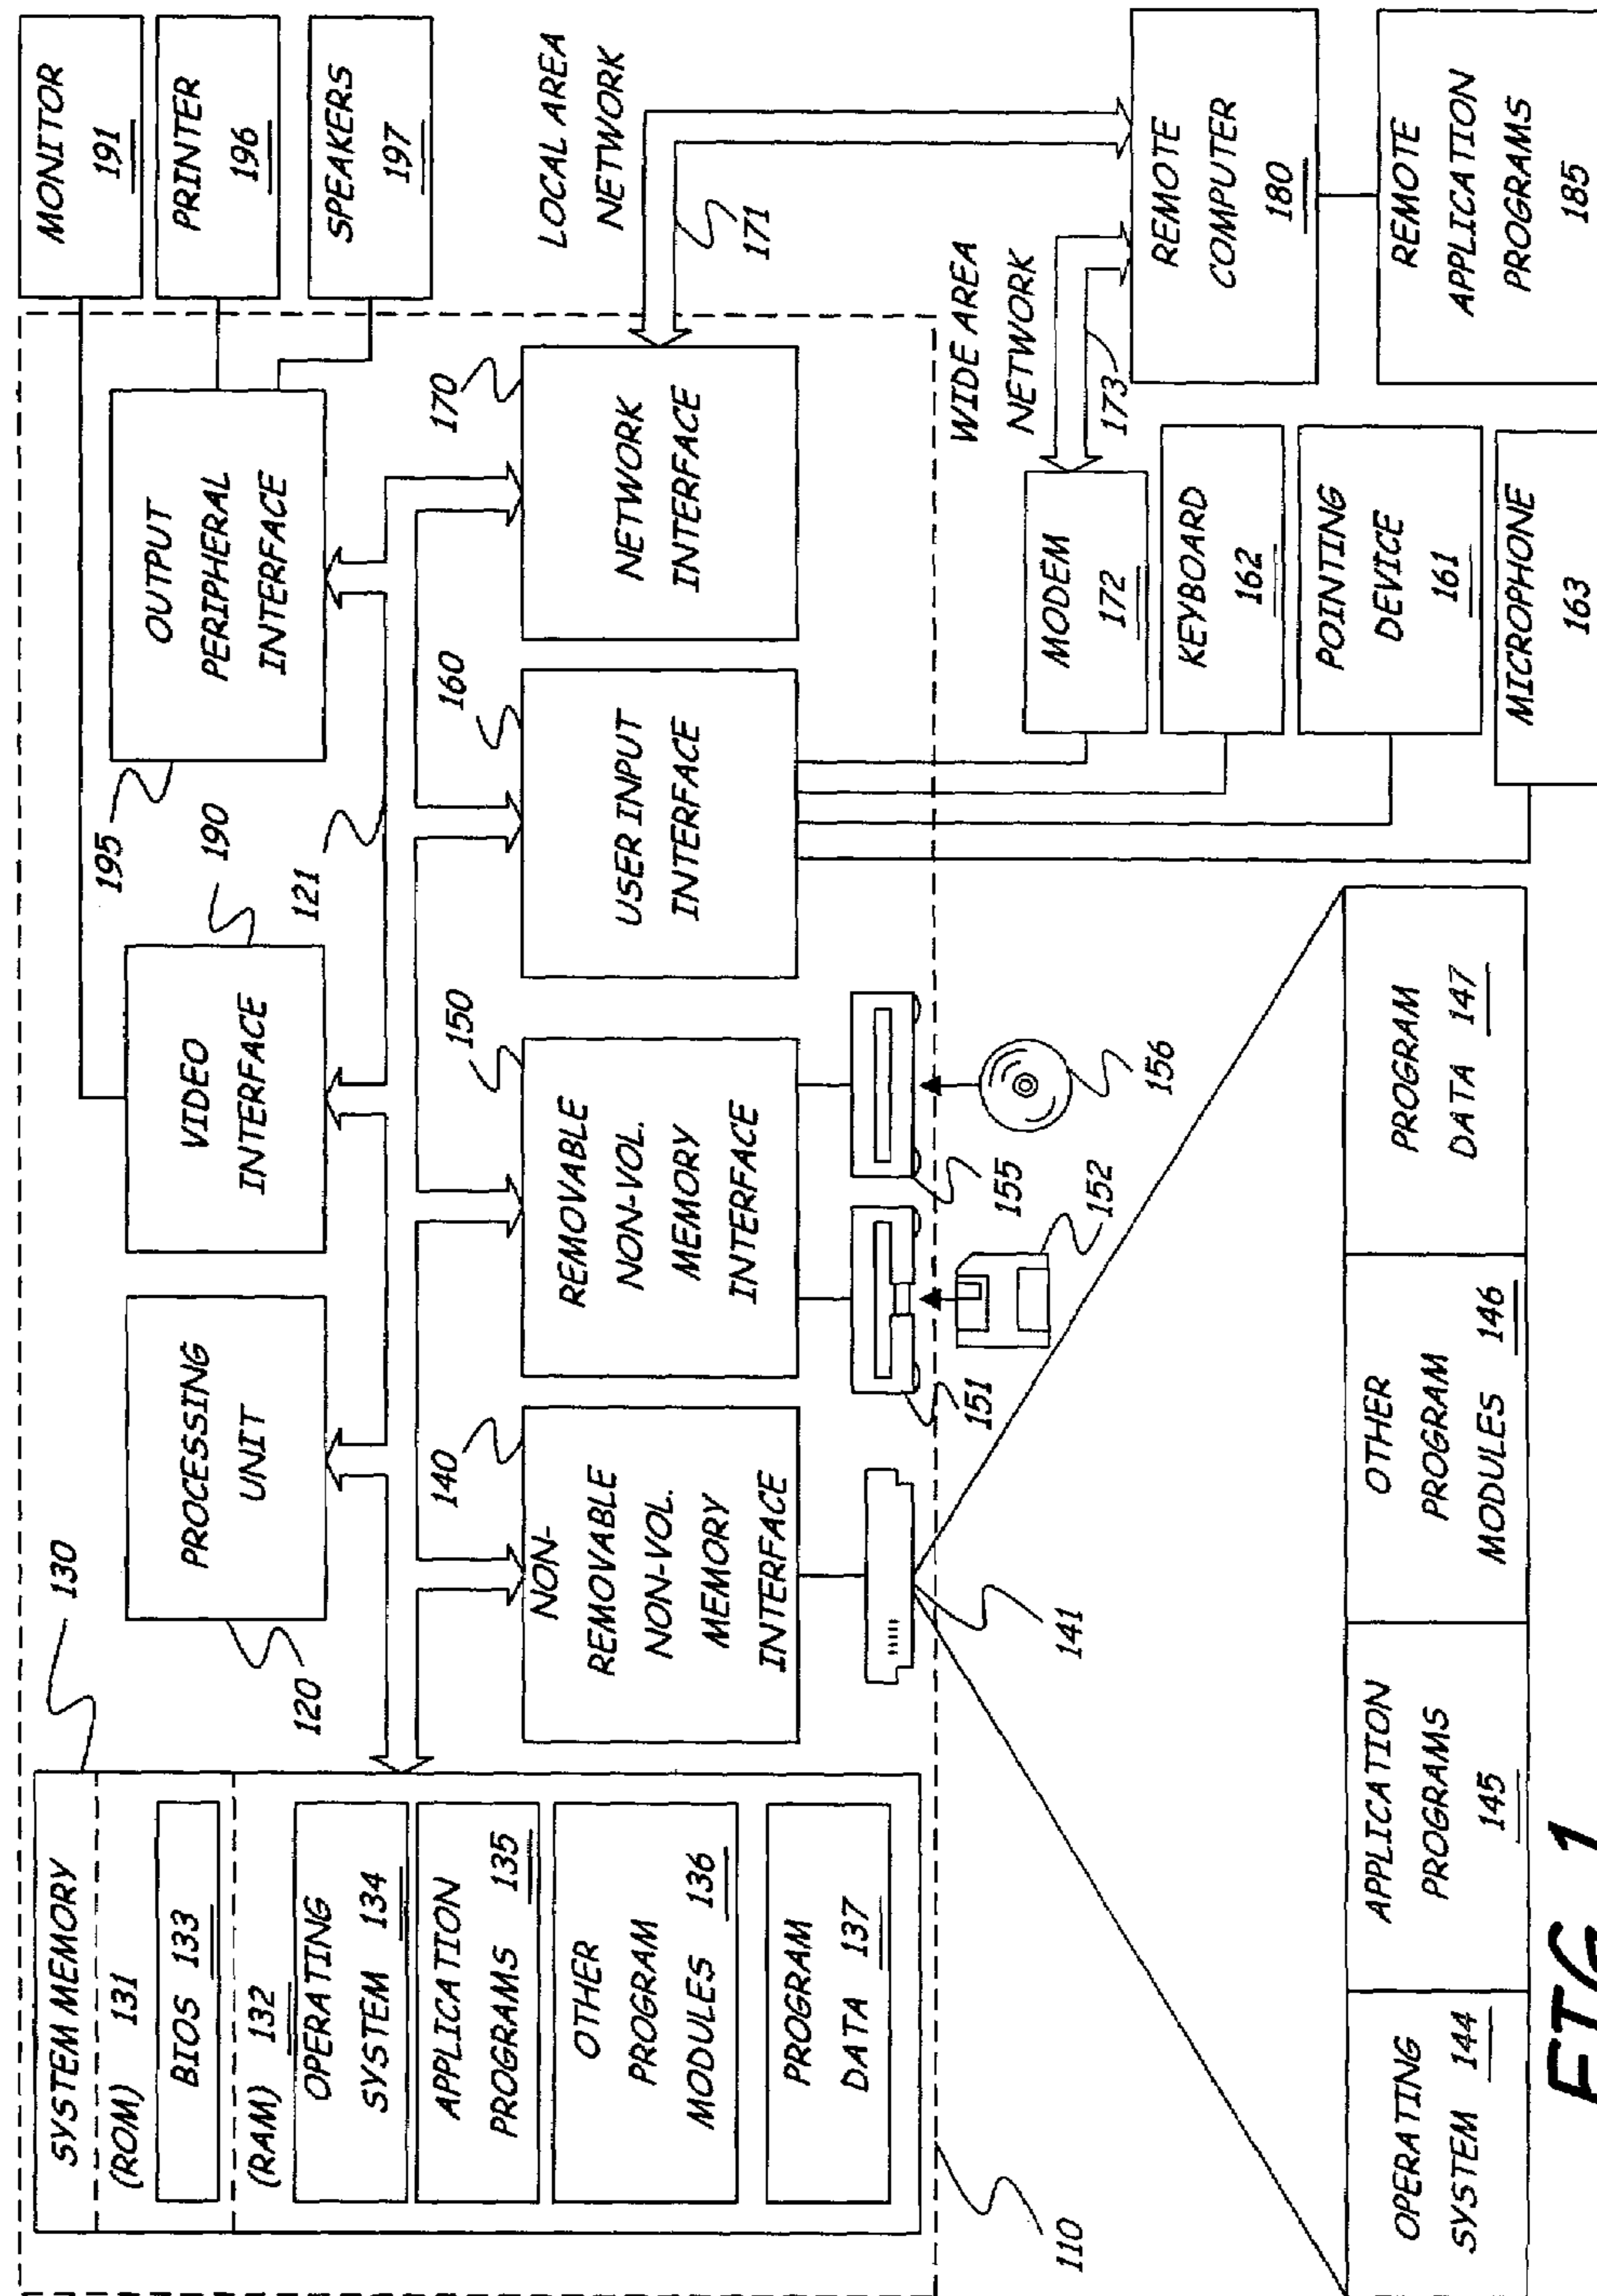 SYSTEM MEMORY
(ROM) 131
BIOS 133
(RAM) 132
OPERATING
SYSTEM 134
APPLICATION
PROGRAMS 135
OTHER
PROGRAM
MODULES 136
PROGRAM
DATA 137
130
120
PROCESSING
UNIT
VIDEO
INTERFACE
190
195
OUTPUT
PERIPHERAL
INTERFACE
121
MONITOR
191
PRINTER
196
SPEAKERS
197
140
NON-
REMOVABLE
NON-VOL.
MEMORY
INTERFACE
150
REMOVABLE
NON-VOL.
MEMORY
INTERFACE
160
USER INPUT
INTERFACE
170
NETWORK
INTERFACE
LOCAL AREA
NETWORK
171
110
141
151
152
155
156
WIDE AREA
NETWORK
173
MODEM
172
KEYBOARD
162
POINTING
DEVICE
161
MICROPHONE
163
REMOTE
COMPUTER
180
REMOTE
APPLICATION
PROGRAMS
185
OPERATING
SYSTEM 144
APPLICATION
PROGRAMS
145
OTHER
PROGRAM
MODULES 146
PROGRAM
DATA 147
FIG. 1